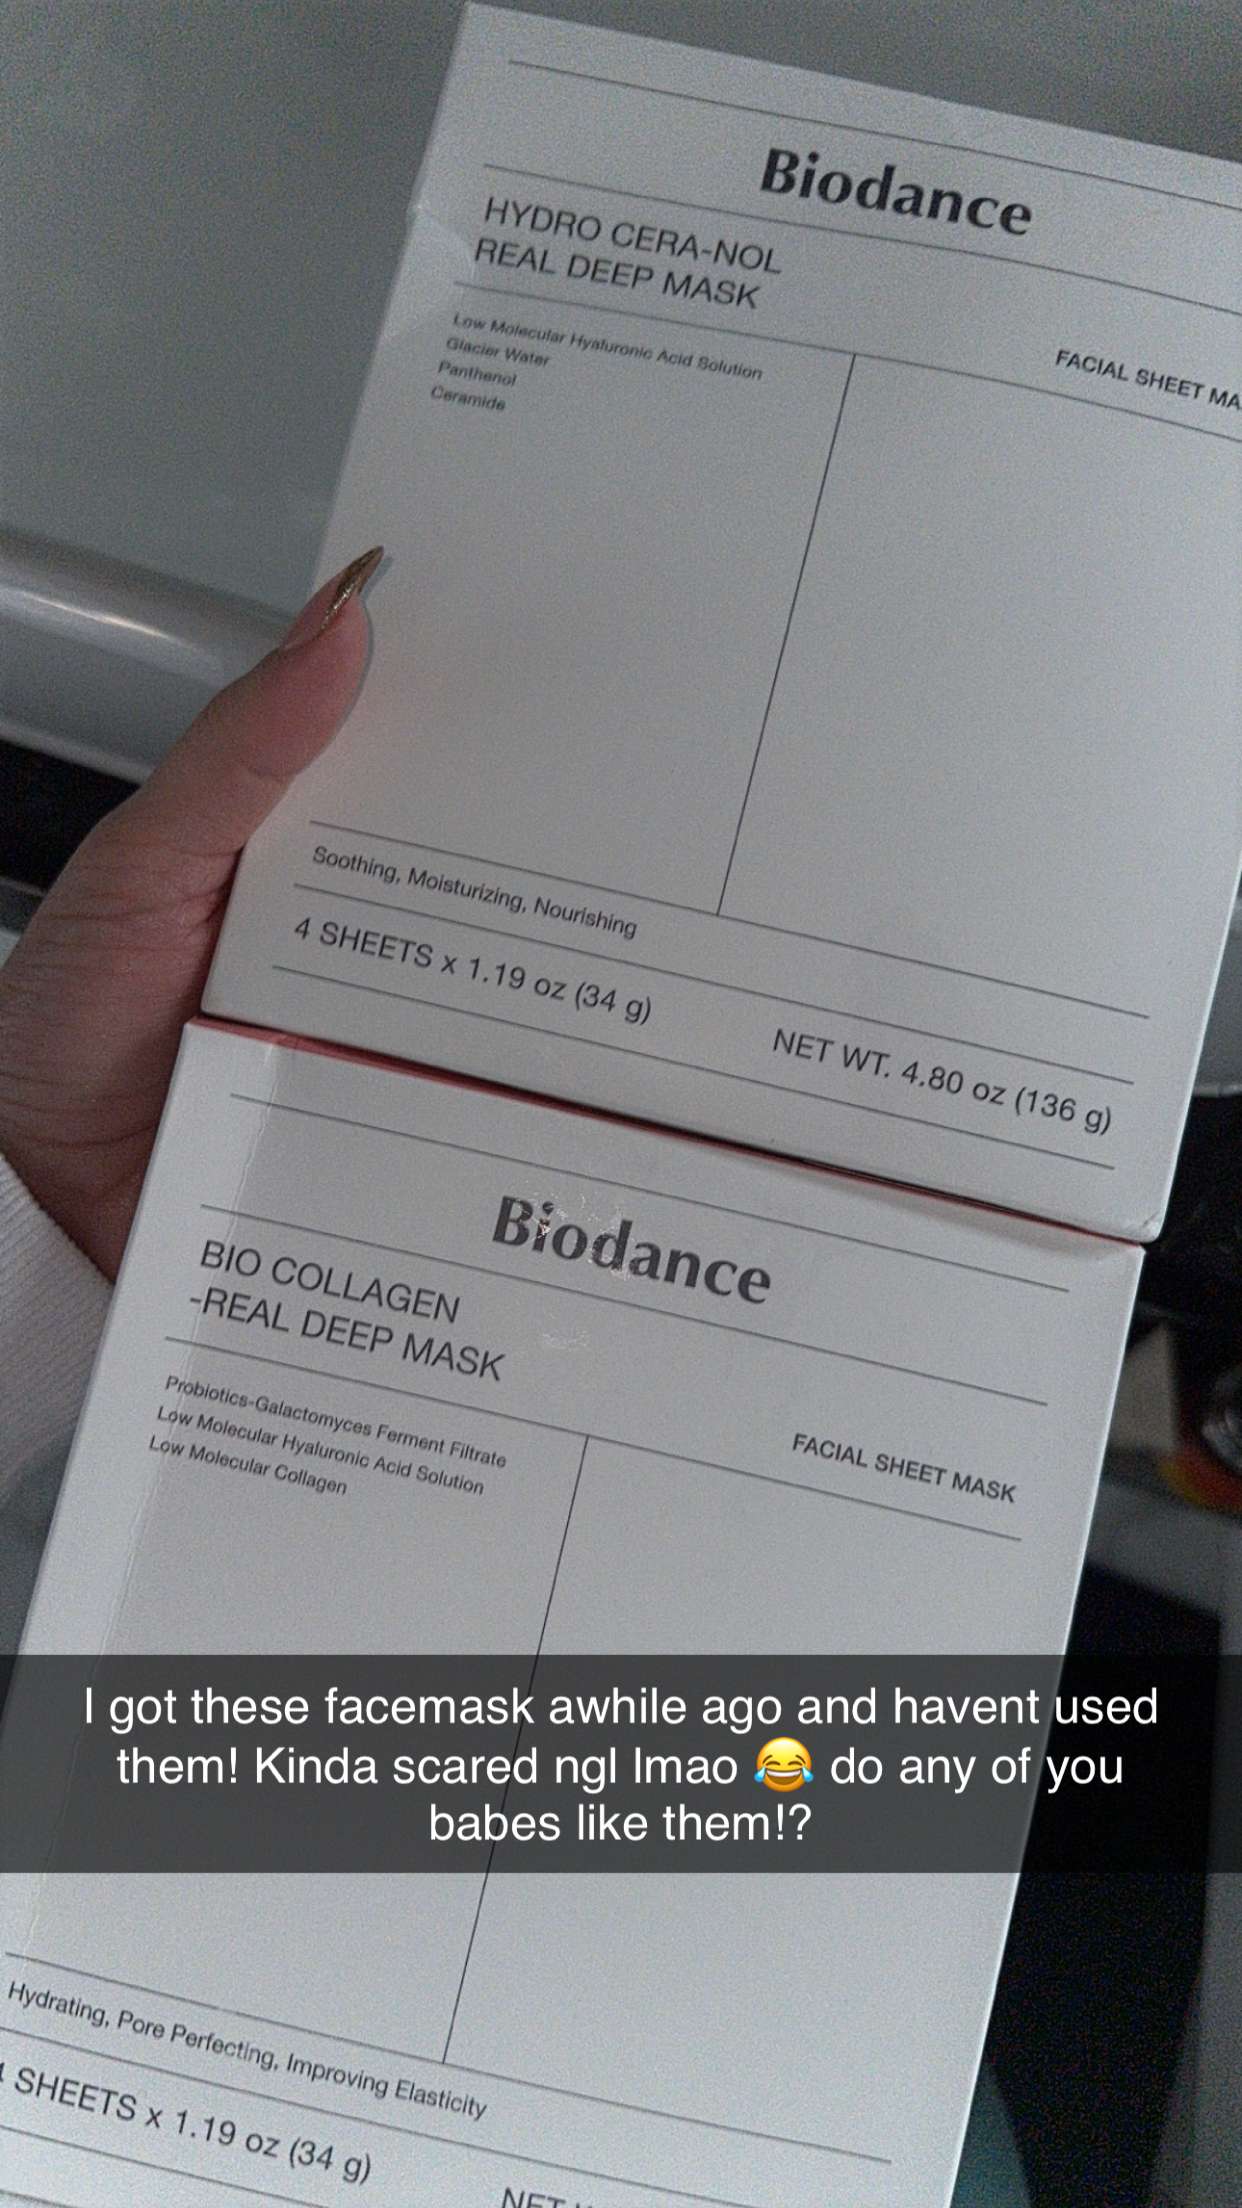 Biodance
HYDRO CERA-NOL
REAL DEEP MASK
Low Molecular Hyaluronic Acid Solution
Glacier Water
Panthenol
Ceramide
FACIAL SHEET MA
Soothing, Moisturizing, Nourishing
4 SHEETS x 1.19 oz (34 g)
NET WT. 4.80 oz (136 g)
Biodance
BIO COLLAGEN
-REAL DEEP MASK
Probiotics-Galactomyces Ferment Filtrate
Low Molecular Hyaluronic Acid Solution
Low Molecular Collagen
FACIAL SHEET MASK
I got these facemask awhile ago and havent used
them! Kinda scared ngl lmao 😂 do any of you
babes like them!?
Hydrating, Pore Perfecting, Improving Elasticity
SHEETS x 1.19 oz (34 g)
NET